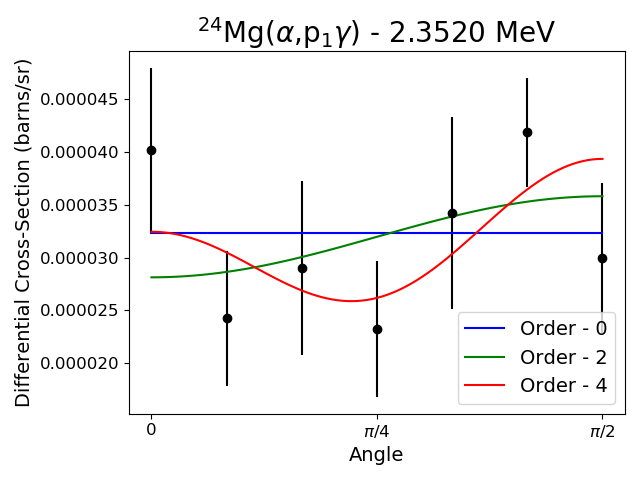 ²⁴Mg(α,p₁γ) - 2.3520 MeV
Differential Cross-Section (barns/sr)
0.000045
0.000040
0.000035
0.000030
0.000025
0.000020
Order - 0
Order - 2
Order - 4
0 π/4 π/2
Angle